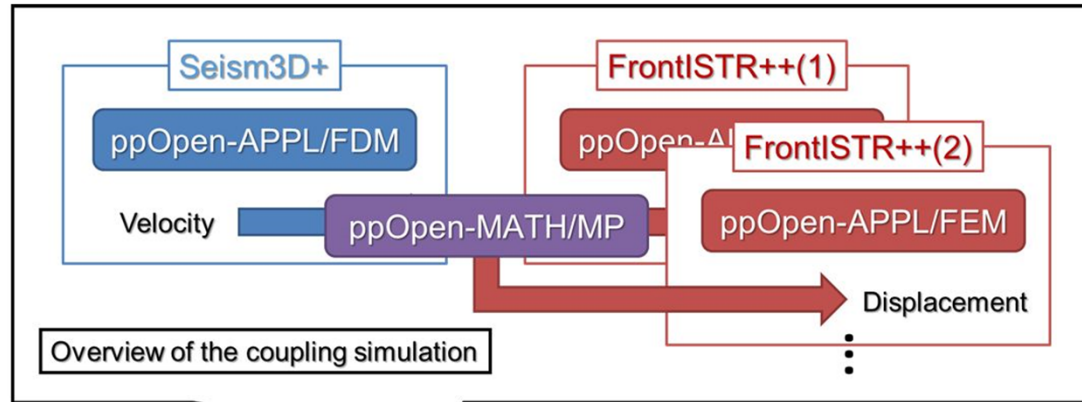 Seism3D+
FrontISTR++(1)
ppOpen-APPL/FDM
ppOpen-A
FrontISTR++(2)
Velocity
ppOpen-MATH/MP
ppOpen-APPL/FEM
Displacement
Overview of the coupling simulation